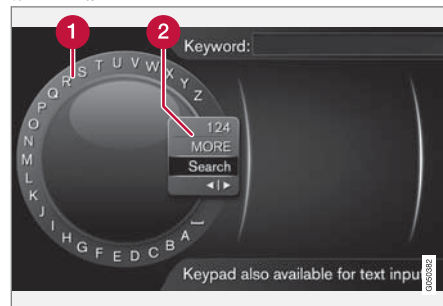 1
2
Keyword:
A B C D E F G H I J K L M N O P Q R S T U V W X Y Z
124
MORE
Search
◄|►
Keypad also available for text input
G050382